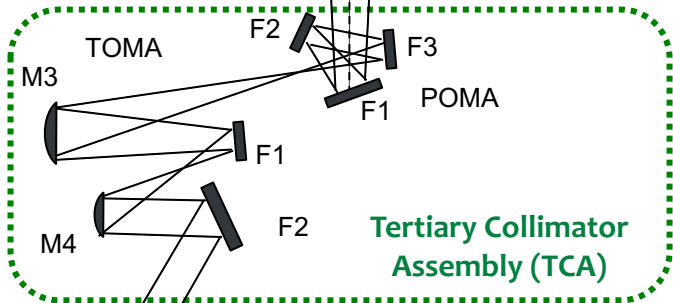 F2
TOMA
F3
M3
F1
POMA
F1
F2
M4
Tertiary Collimator
Assembly (TCA)